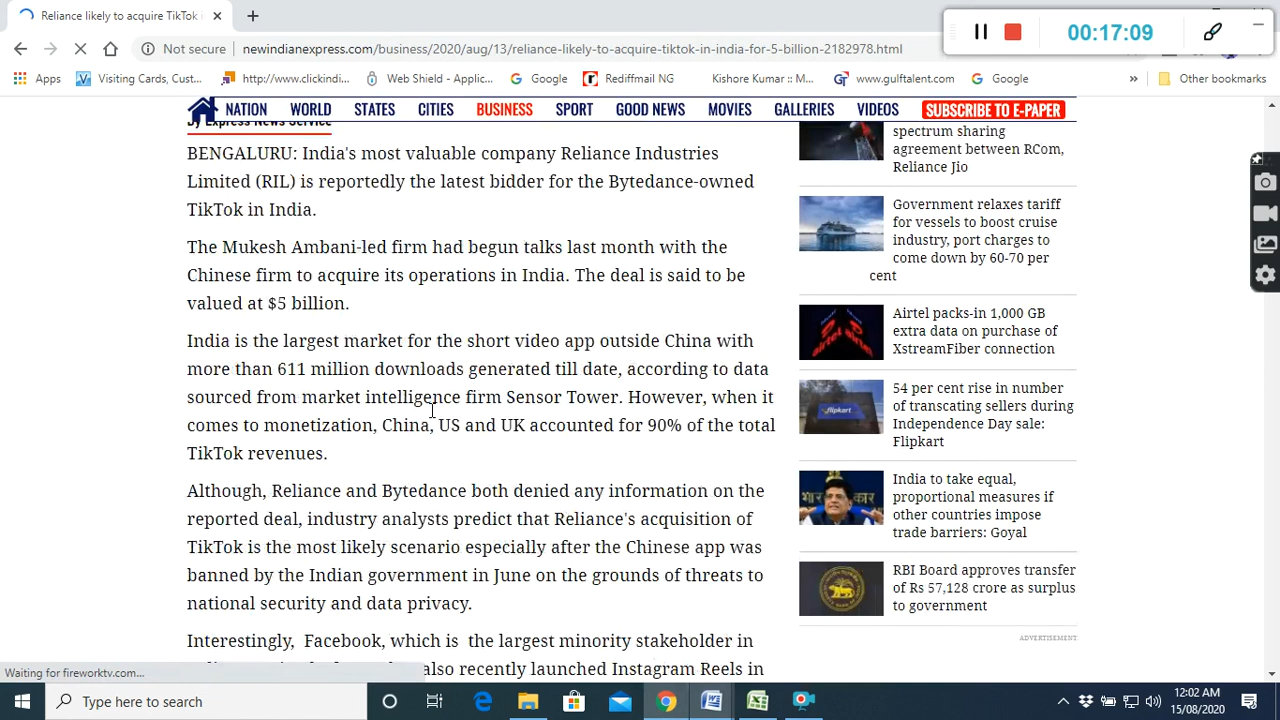 Reliance likely to acquire TikTok i
00:17:09
Not secure
newindianexpress.com/business/2020/aug/13/reliance-likely-to-acquire-tiktok-in-india-for-5-billion-2182978.html
Apps
Visiting Cards, Cust...
http://www.clickindi...
Web Shield - Applic...
Google
Rediffmail NG
Kishore Kumar :: M...
www.gulftalent.com
Google
»
Other bookmarks
NATION WORLD STATES CITIES BUSINESS SPORT GOOD NEWS MOVIES GALLERIES VIDEOS SUBSCRIBE TO E-PAPER
By Express News Service
BENGALURU: India's most valuable company Reliance Industries
Limited (RIL) is reportedly the latest bidder for the Bytedance-owned
TikTok in India.
The Mukesh Ambani-led firm had begun talks last month with the
Chinese firm to acquire its operations in India. The deal is said to be
valued at $5 billion.
India is the largest market for the short video app outside China with
more than 611 million downloads generated till date, according to data
sourced from market intelligence firm Sensor Tower. However, when it
comes to monetization, China, US and UK accounted for 90% of the total
TikTok revenues.
Although, Reliance and Bytedance both denied any information on the
reported deal, industry analysts predict that Reliance's acquisition of
TikTok is the most likely scenario especially after the Chinese app was
banned by the Indian government in June on the grounds of threats to
national security and data privacy.
Interestingly, Facebook, which is the largest minority stakeholder in
also recently launched Instagram Reels in
spectrum sharing
agreement between RCom,
Reliance Jio
Government relaxes tariff
for vessels to boost cruise
industry, port charges to
come down by 60-70 per
cent
Airtel packs-in 1,000 GB
extra data on purchase of
XstreamFiber connection
54 per cent rise in number
of transcating sellers during
Independence Day sale:
Flipkart
India to take equal,
proportional measures if
other countries impose
trade barriers: Goyal
RBI Board approves transfer
of Rs 57,128 crore as surplus
to government
ADVERTISEMENT
Waiting for fireworktv.com...
Type here to search
12:02 AM
15/08/2020